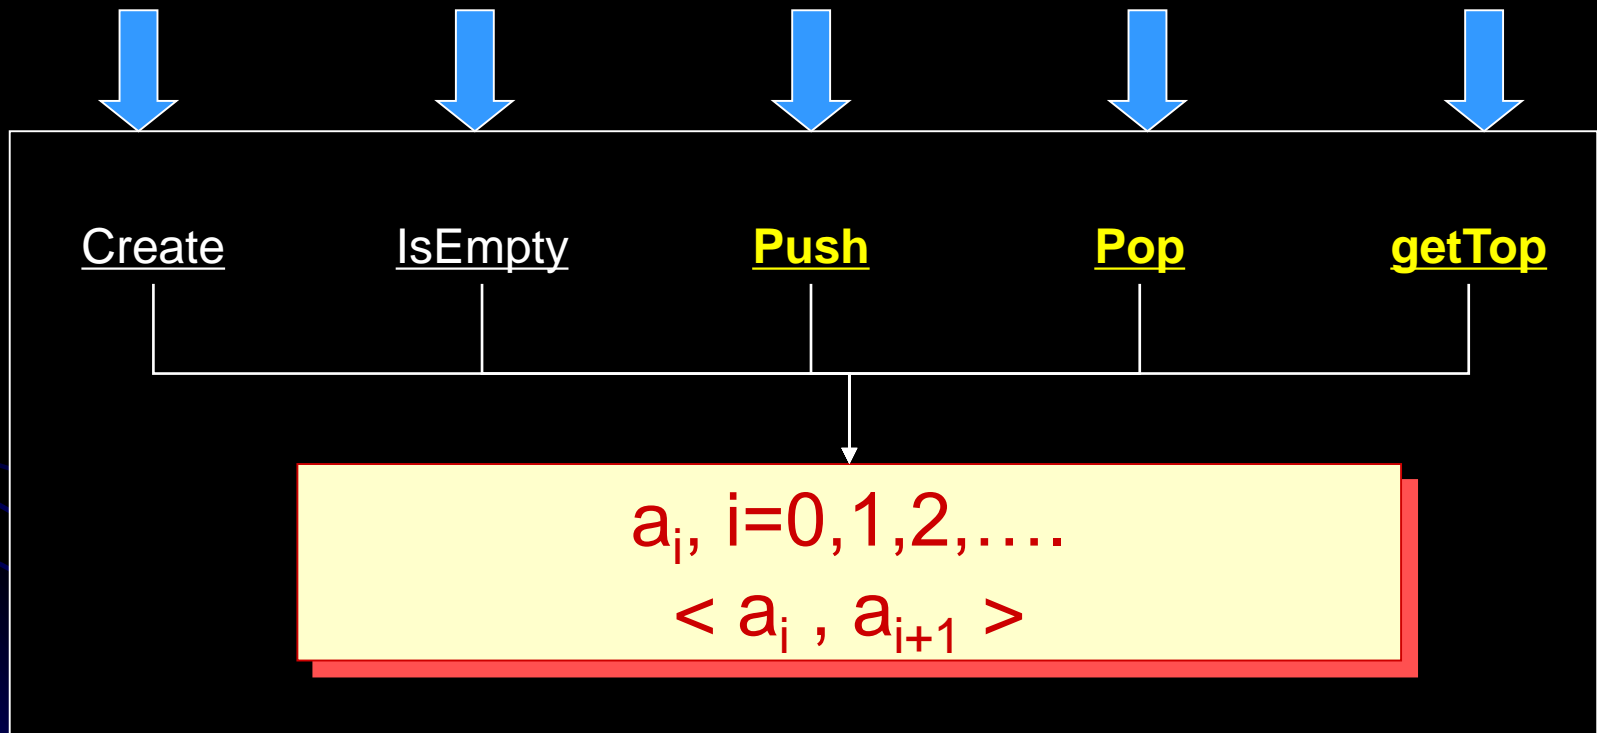 Create IsEmpty Push Pop getTop
aᵢ, i=0,1,2,….
< aᵢ , aᵢ₊₁ >